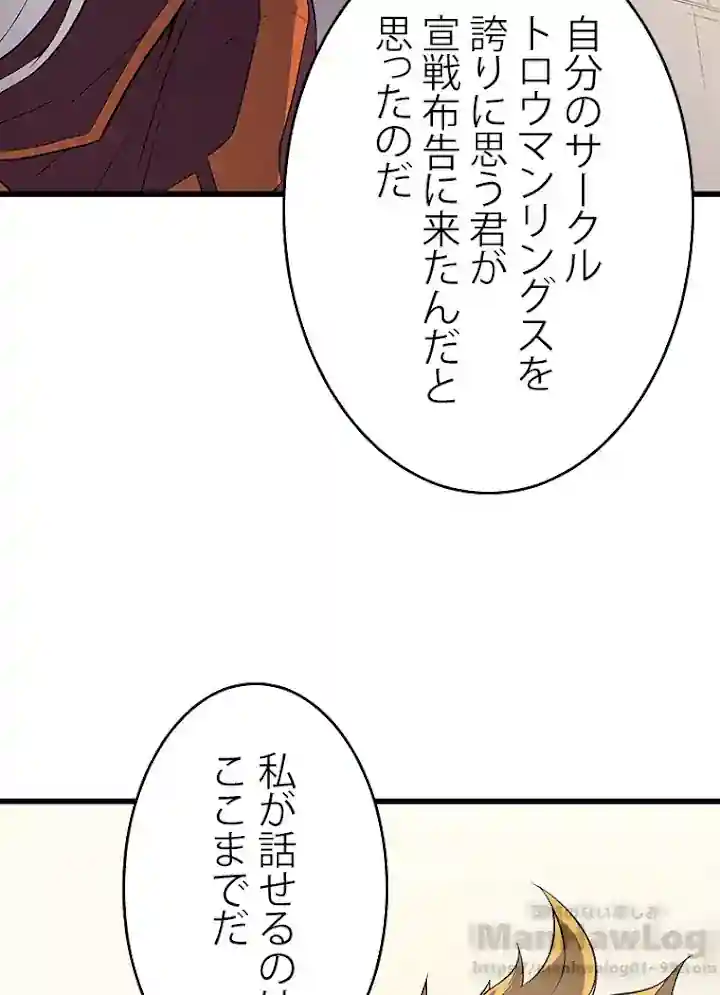 自分のサークル
トロウマンリングスを
誇りに思う君が
宣戦布告に来たんだと
思ったのだ
私が話せるのは
ここまでだ
ManhwaLog